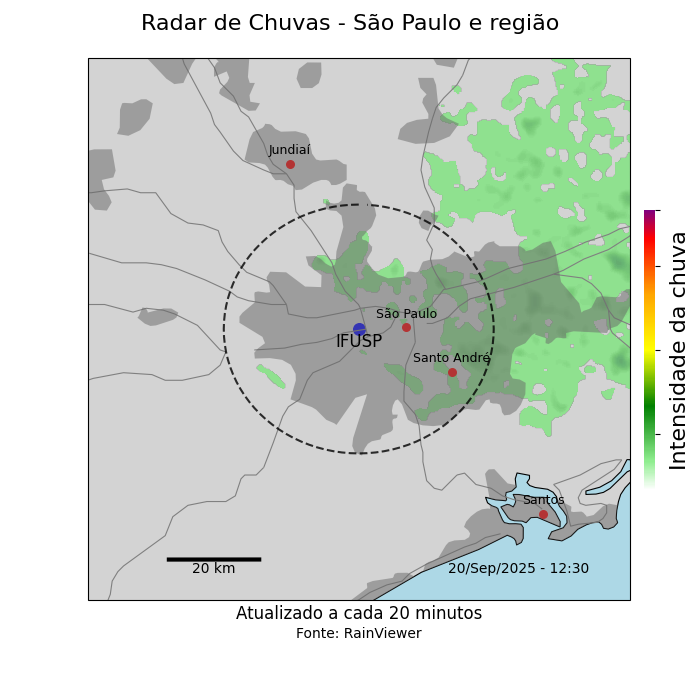 Radar de Chuvas - São Paulo e região
Jundiaí
São Paulo
IFUSP
Santo André
Intensidade da chuva
Santos
20 km
20/Sep/2025 - 12:30
Atualizado a cada 20 minutos
Fonte: RainViewer